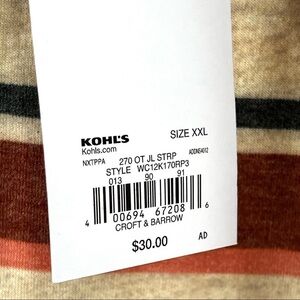 KOHL'S SIZE XXL
Kohls.com
NXTPPA 270 OT JL STRP
STYLE WC12K170RP3
013 90 91
4 00694 67208 6
CROFT & BARROW
$30.00 AD